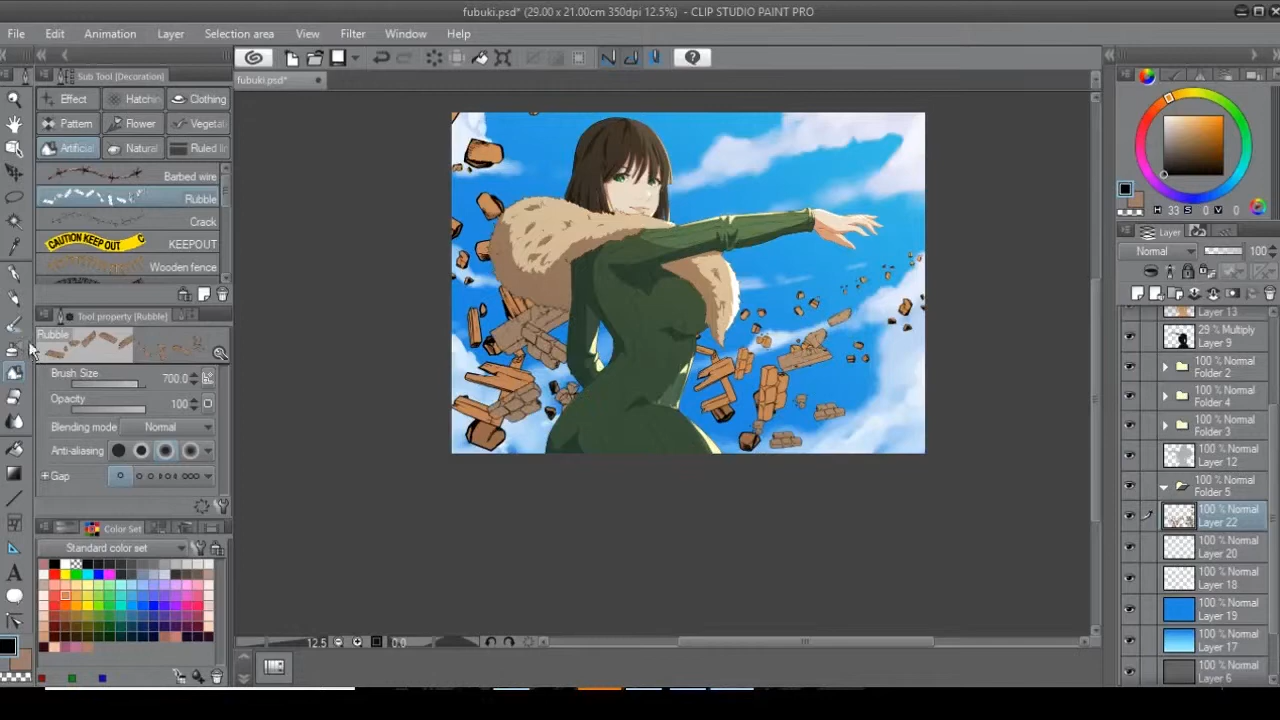 fubuki.psd* (29.00 x 21.00cm 350dpi 12.5%) - CLIP STUDIO PAINT PRO
File Edit Animation Layer Selection area View Filter Window Help
Sub Tool [Decoration]
fubuki.psd*
Effect Hatchin Clothing
Pattern Flower Vegeta
Artificial Natural Ruled li
Barbed wire
Rubble
Crack
CAUTION KEEP OUT KEEPOUT
Wooden fence
Tool property [Rubble]
Rubble
Brush Size 700.0
Opacity 100
Blending mode Normal
Anti-aliasing
Gap
Color Set
Standard color set
12.5 0.0
H 33 S 0 V 0
Layer
Normal 100
Layer 13
29 % Multiply
Layer 9
100 % Normal
Folder 2
100 % Normal
Folder 4
100 % Normal
Folder 3
100 % Normal
Layer 12
100 % Normal
Folder 5
100 % Normal
Layer 22
100 % Normal
Layer 20
100 % Normal
Layer 18
100 % Normal
Layer 19
100 % Normal
Layer 17
100 % Normal
Layer 6